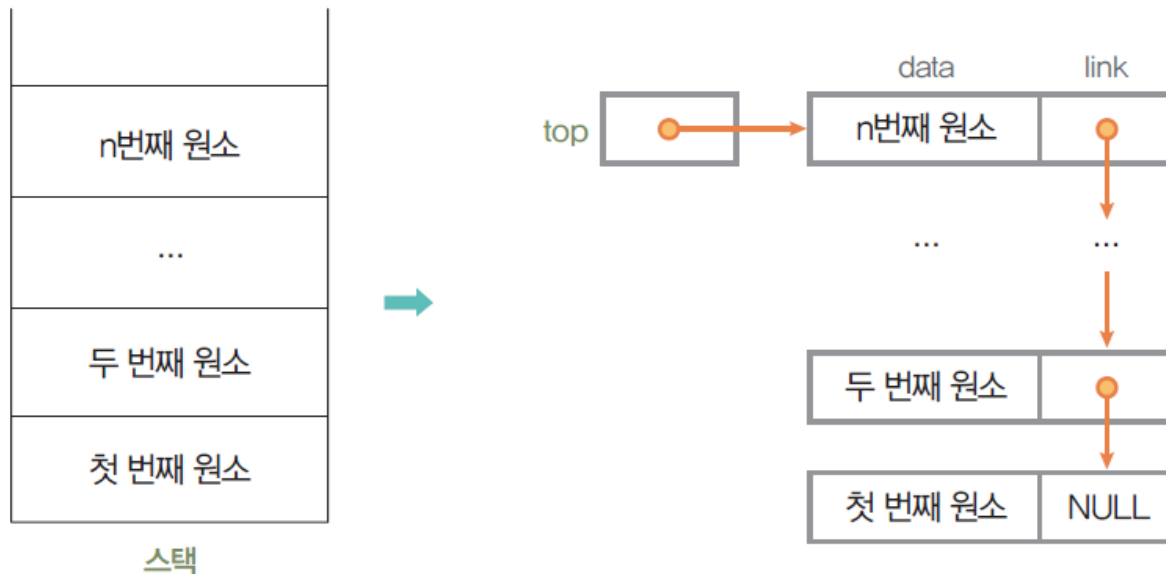 n번째 원소
...
두 번째 원소
첫 번째 원소
스택
data link
top n번째 원소
... ...
두 번째 원소
첫 번째 원소 NULL